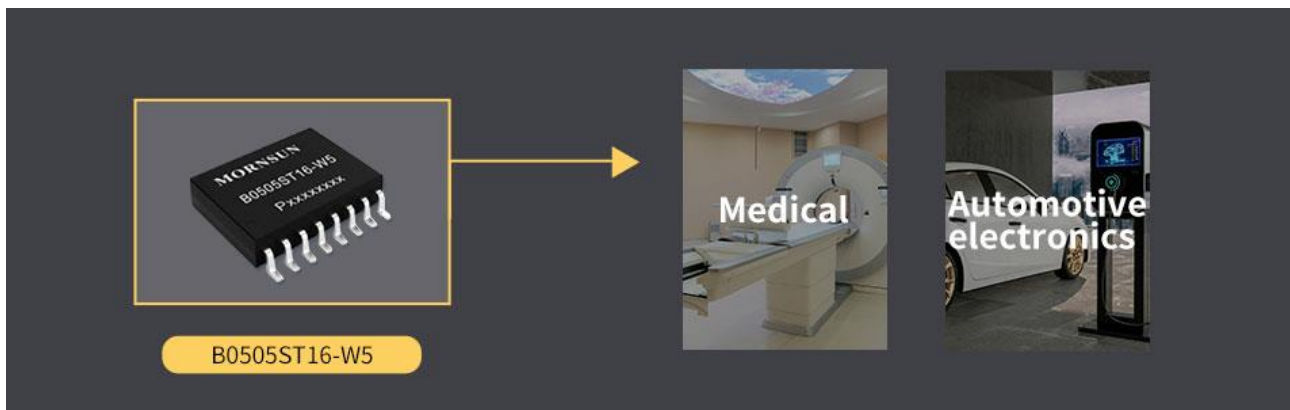 MORNSUN
B0505ST16-W5
Pxxxxxxxx
B0505ST16-W5
Medical
Automotive
electronics